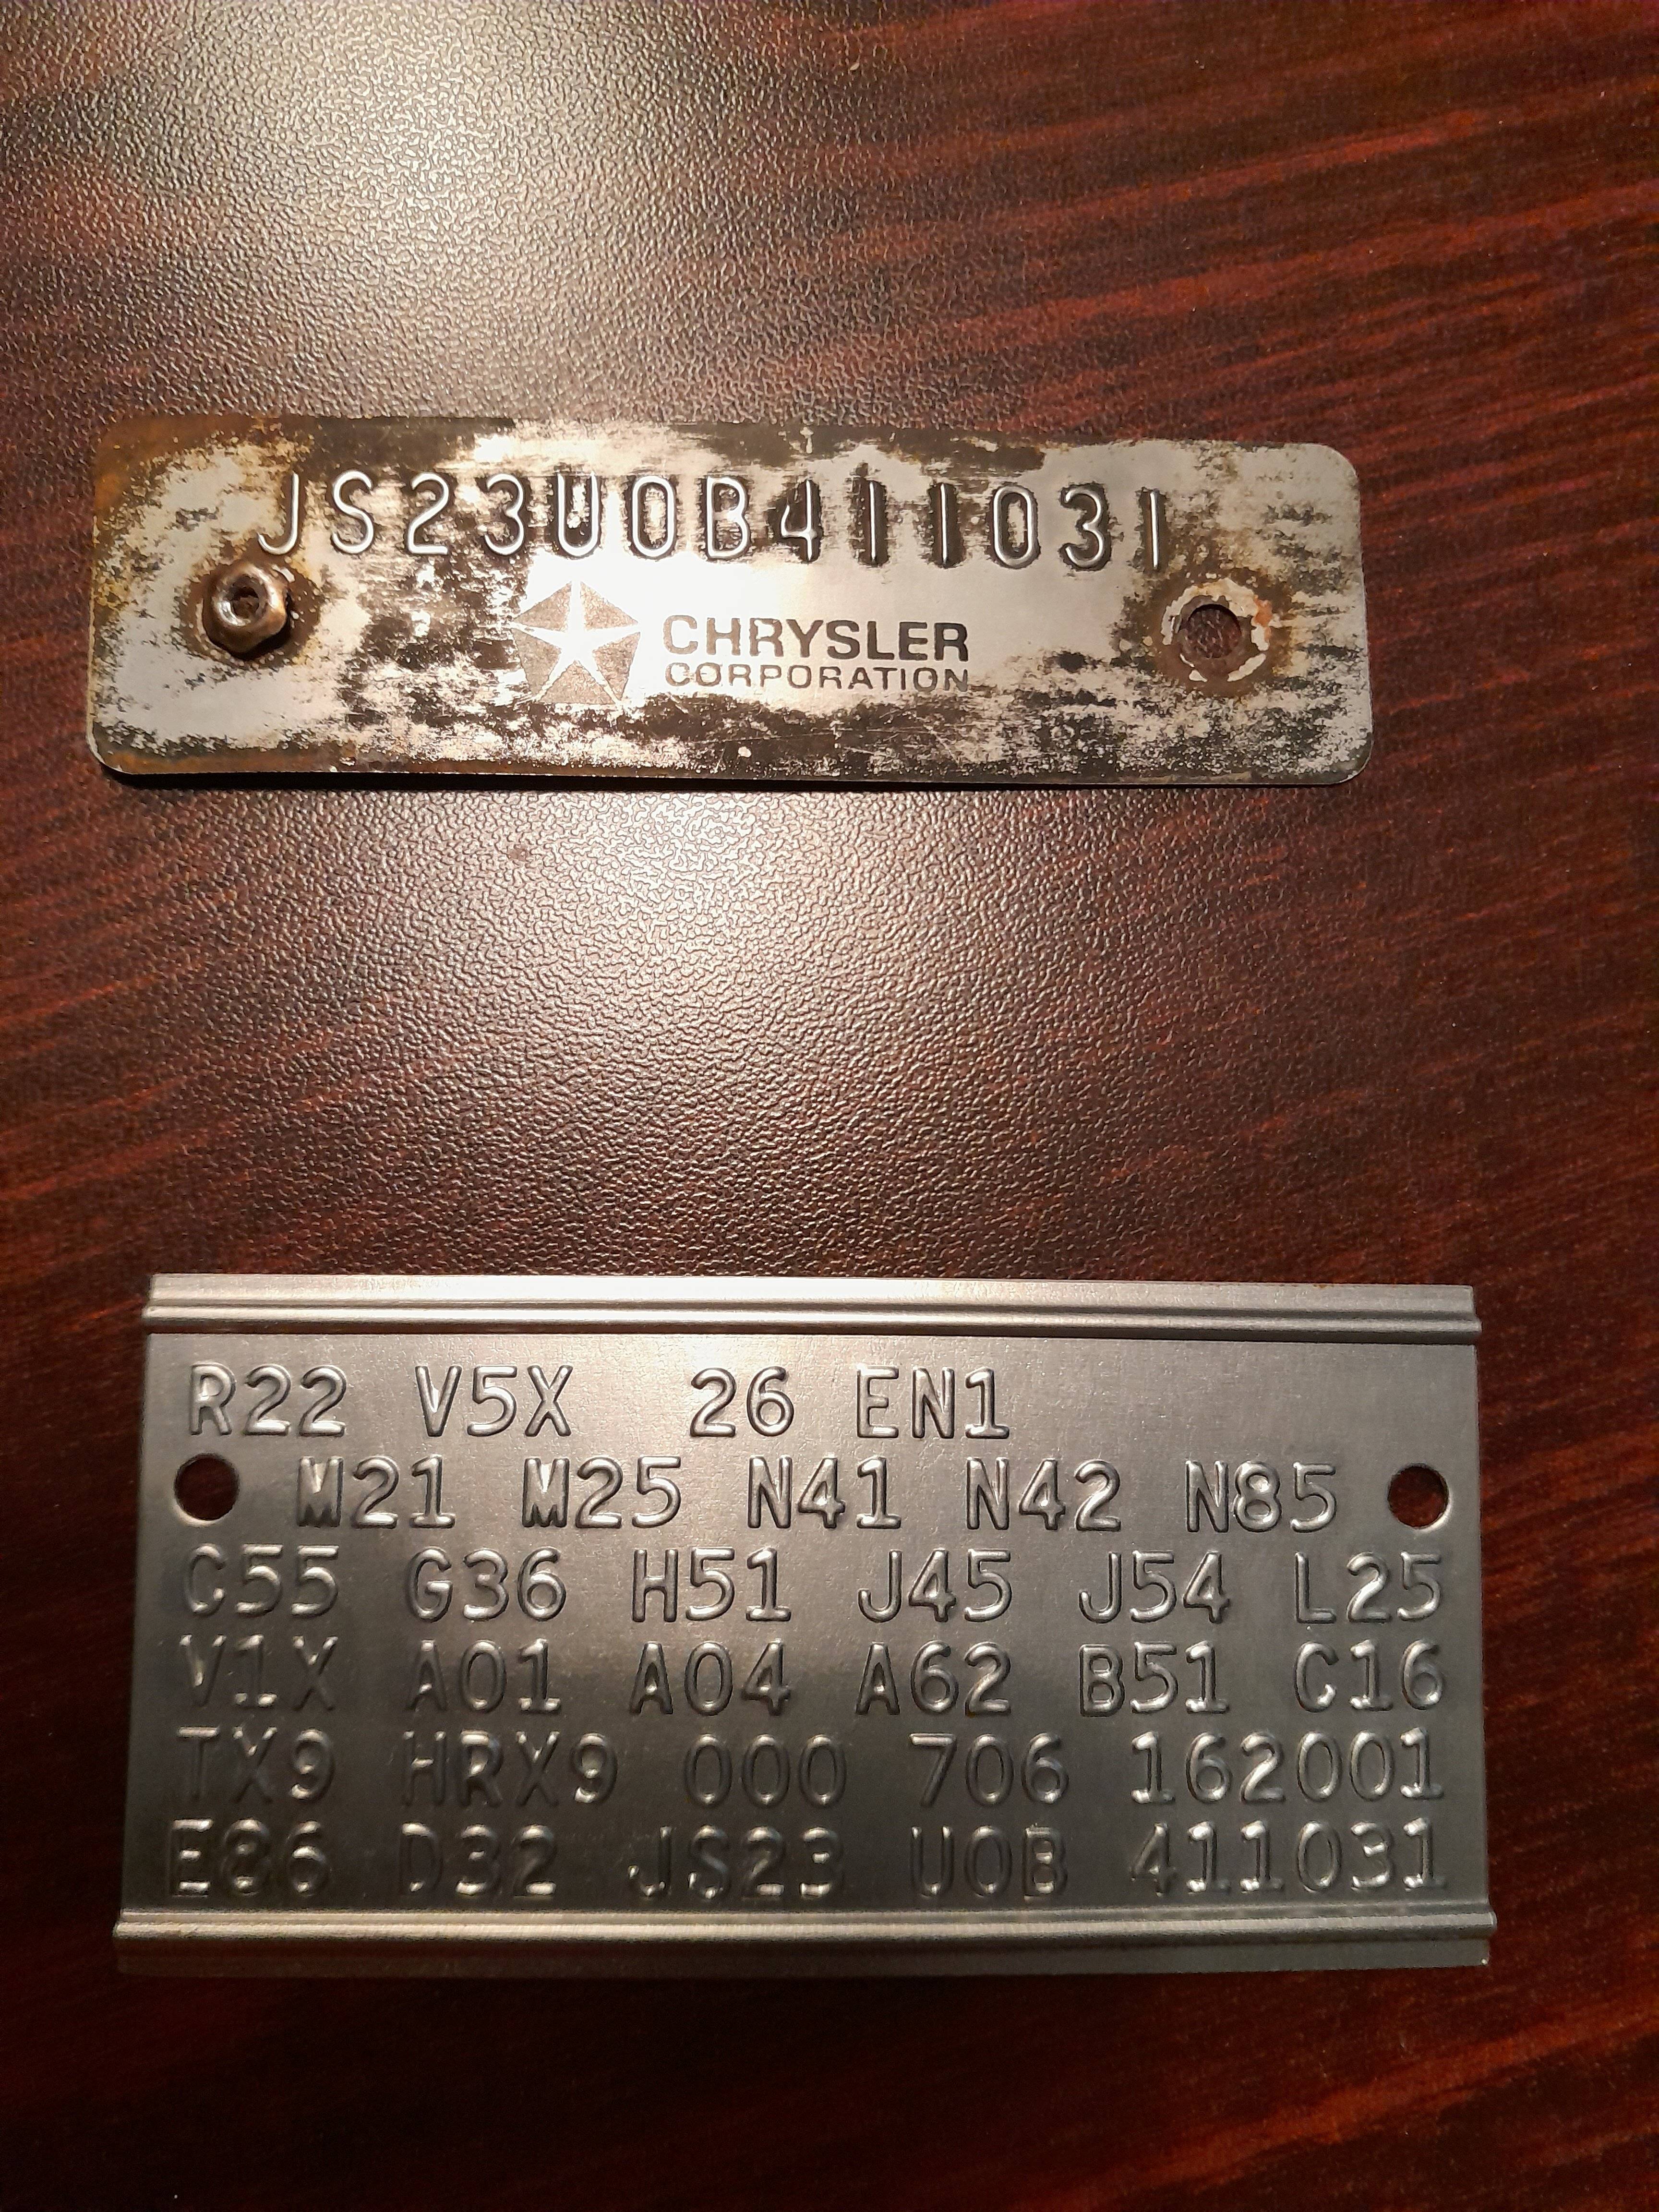 JS23U0B411031
CHRYSLER
CORPORATION
R22 V5X 26 EN1
M21 M25 N41 N42 N85
C55 G36 H51 J45 J54 L25
V1X A01 A04 A62 B51 C16
TX9 HRX9 000 706 162001
E86 D32 JS23 U0B 411031